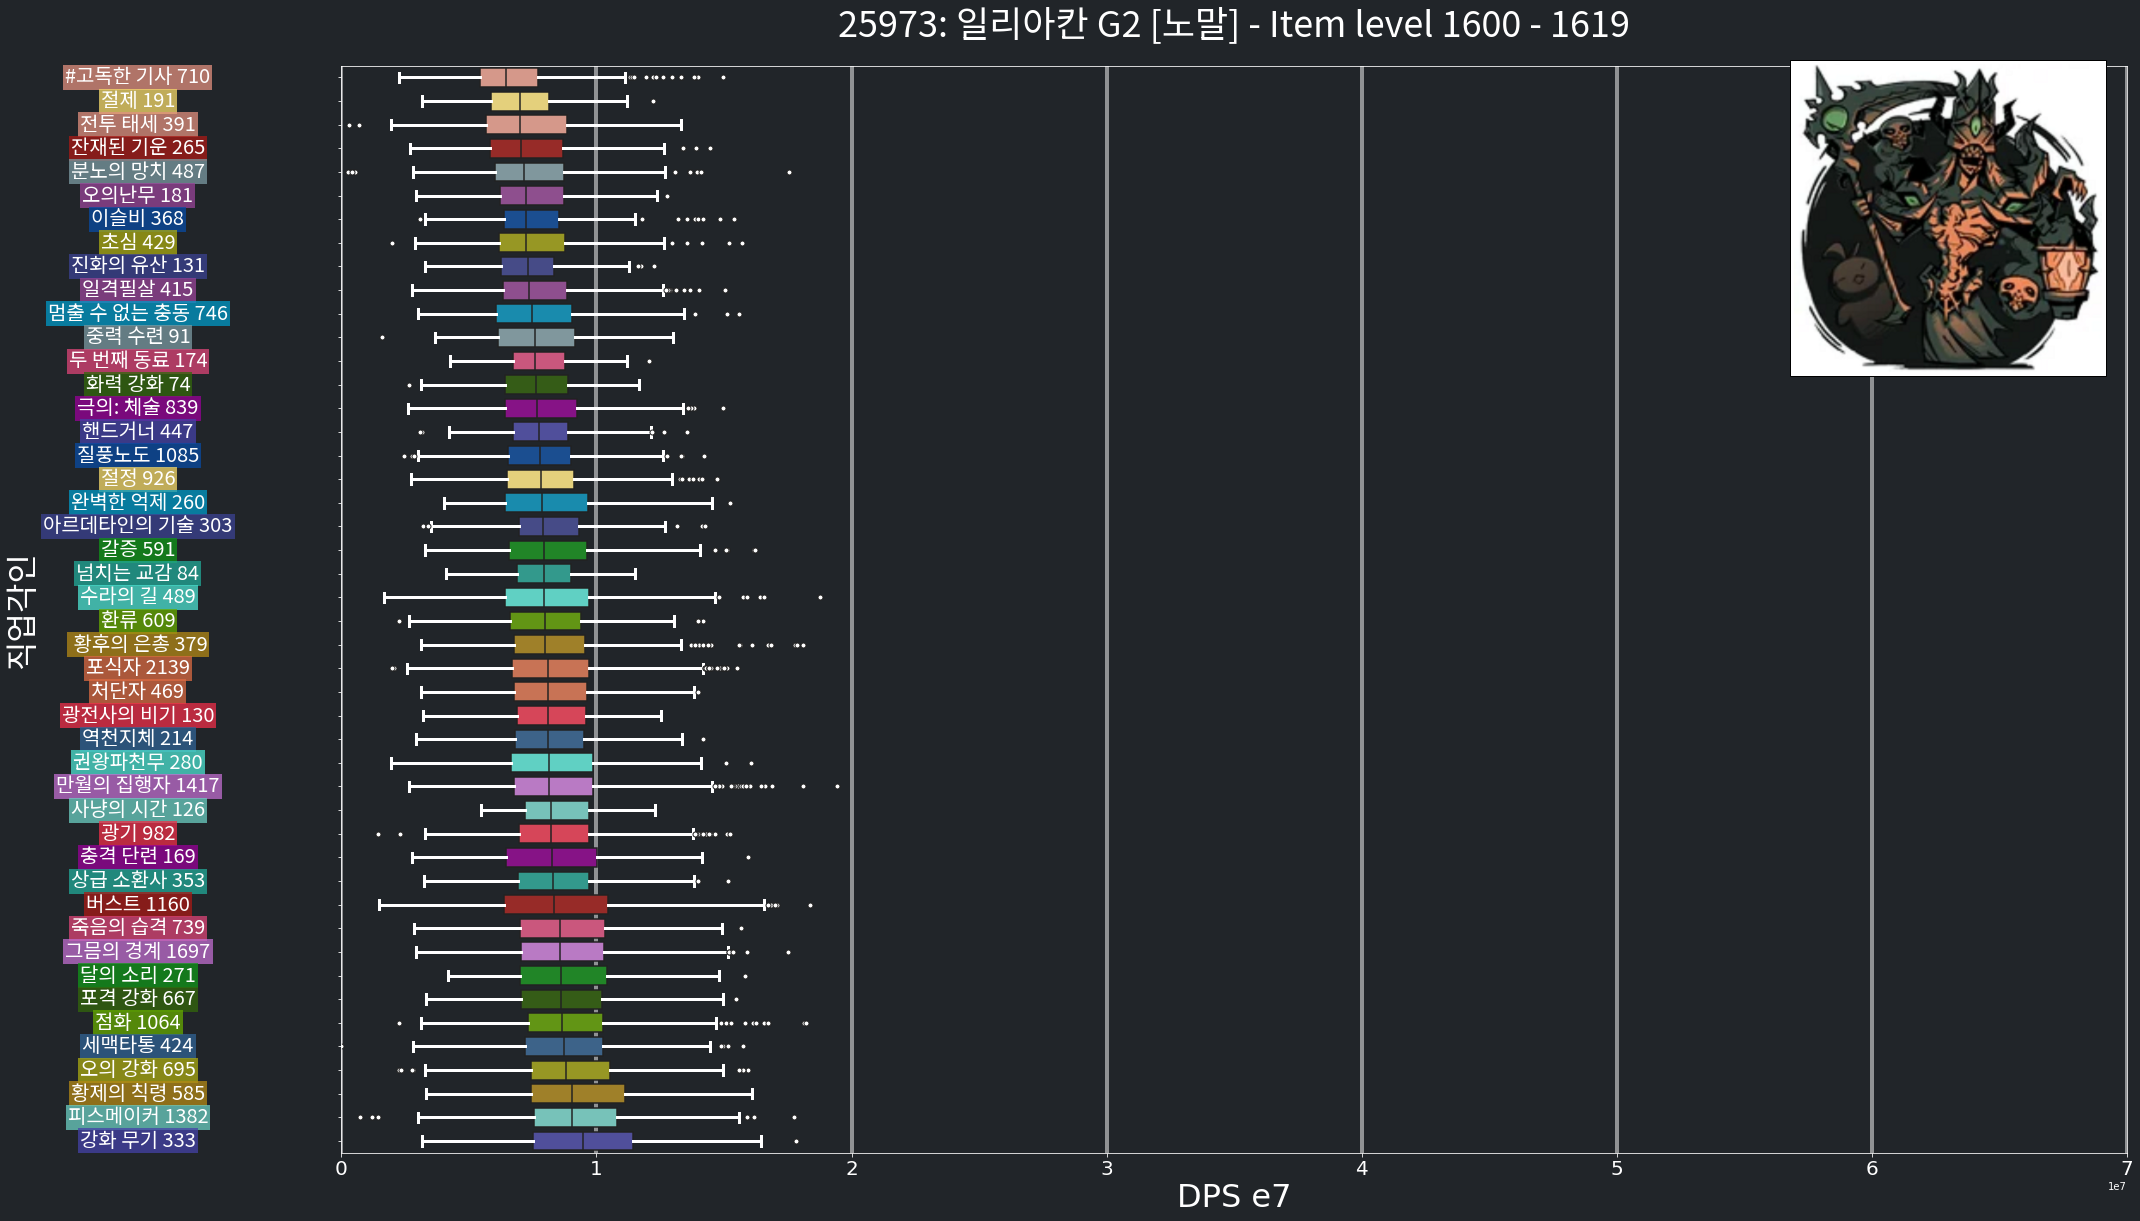 25973: 일리아칸 G2 [노말] - Item level 1600 - 1619
직업각인
#고독한 기사 710
절제 191
전투 태세 391
잔재된 기운 265
분노의 망치 487
오의난무 181
이슬비 368
초심 429
진화의 유산 131
일격필살 415
멈출 수 없는 충동 746
중력 수련 91
두 번째 동료 174
화력 강화 74
극의: 체술 839
핸드거너 447
질풍노도 1085
절정 926
완벽한 억제 260
아르데타인의 기술 303
갈증 591
넘치는 교감 84
수라의 길 489
환류 609
황후의 은총 379
포식자 2139
처단자 469
광전사의 비기 130
역천지체 214
권왕파천무 280
만월의 집행자 1417
사냥의 시간 126
광기 982
충격 단련 169
상급 소환사 353
버스트 1160
죽음의 습격 739
그믐의 경계 1697
달의 소리 271
포격 강화 667
점화 1064
세맥타통 424
오의 강화 695
황제의 칙령 585
피스메이커 1382
강화 무기 333
0 1 2 3 4 5 6 7
1e7
DPS e7